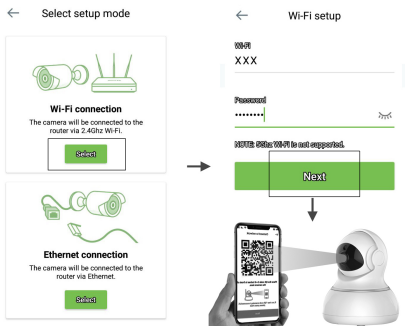 Select setup mode
Wi-Fi connection
The camera will be connected to the
router via 2.4Ghz WI-FI.
Select
Ethernet connection
The camera will be connected to the
router via Ethernet.
Select
Wi-Fi setup
Wi-Fi
XXX
Password
NOTE: 5Ghz Wi-Fi is not supported.
Next